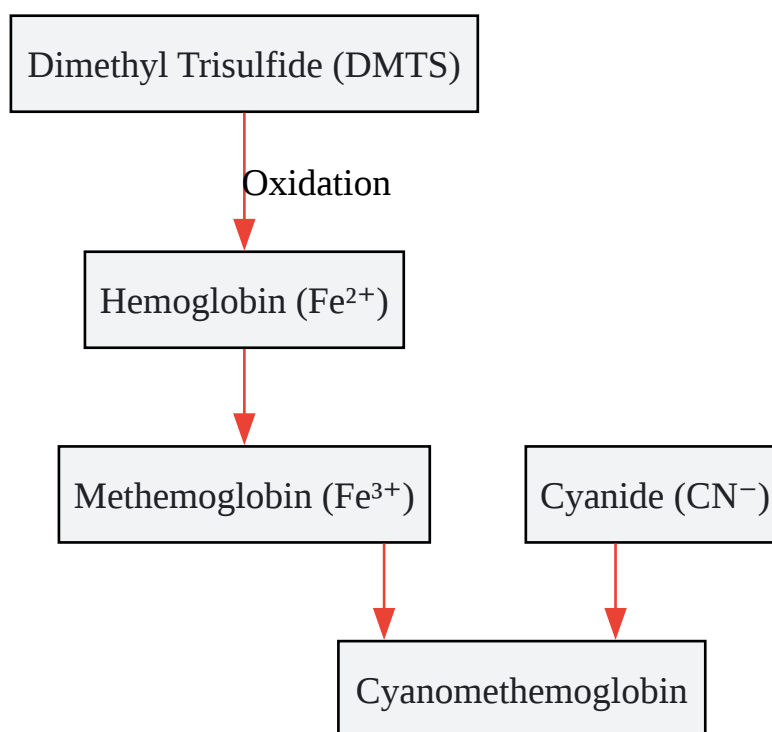 Dimethyl Trisulfide (DMTS)
Oxidation
Hemoglobin (Fe²⁺)
Methemoglobin (Fe³⁺)
Cyanide (CN⁻)
Cyanomethemoglobin